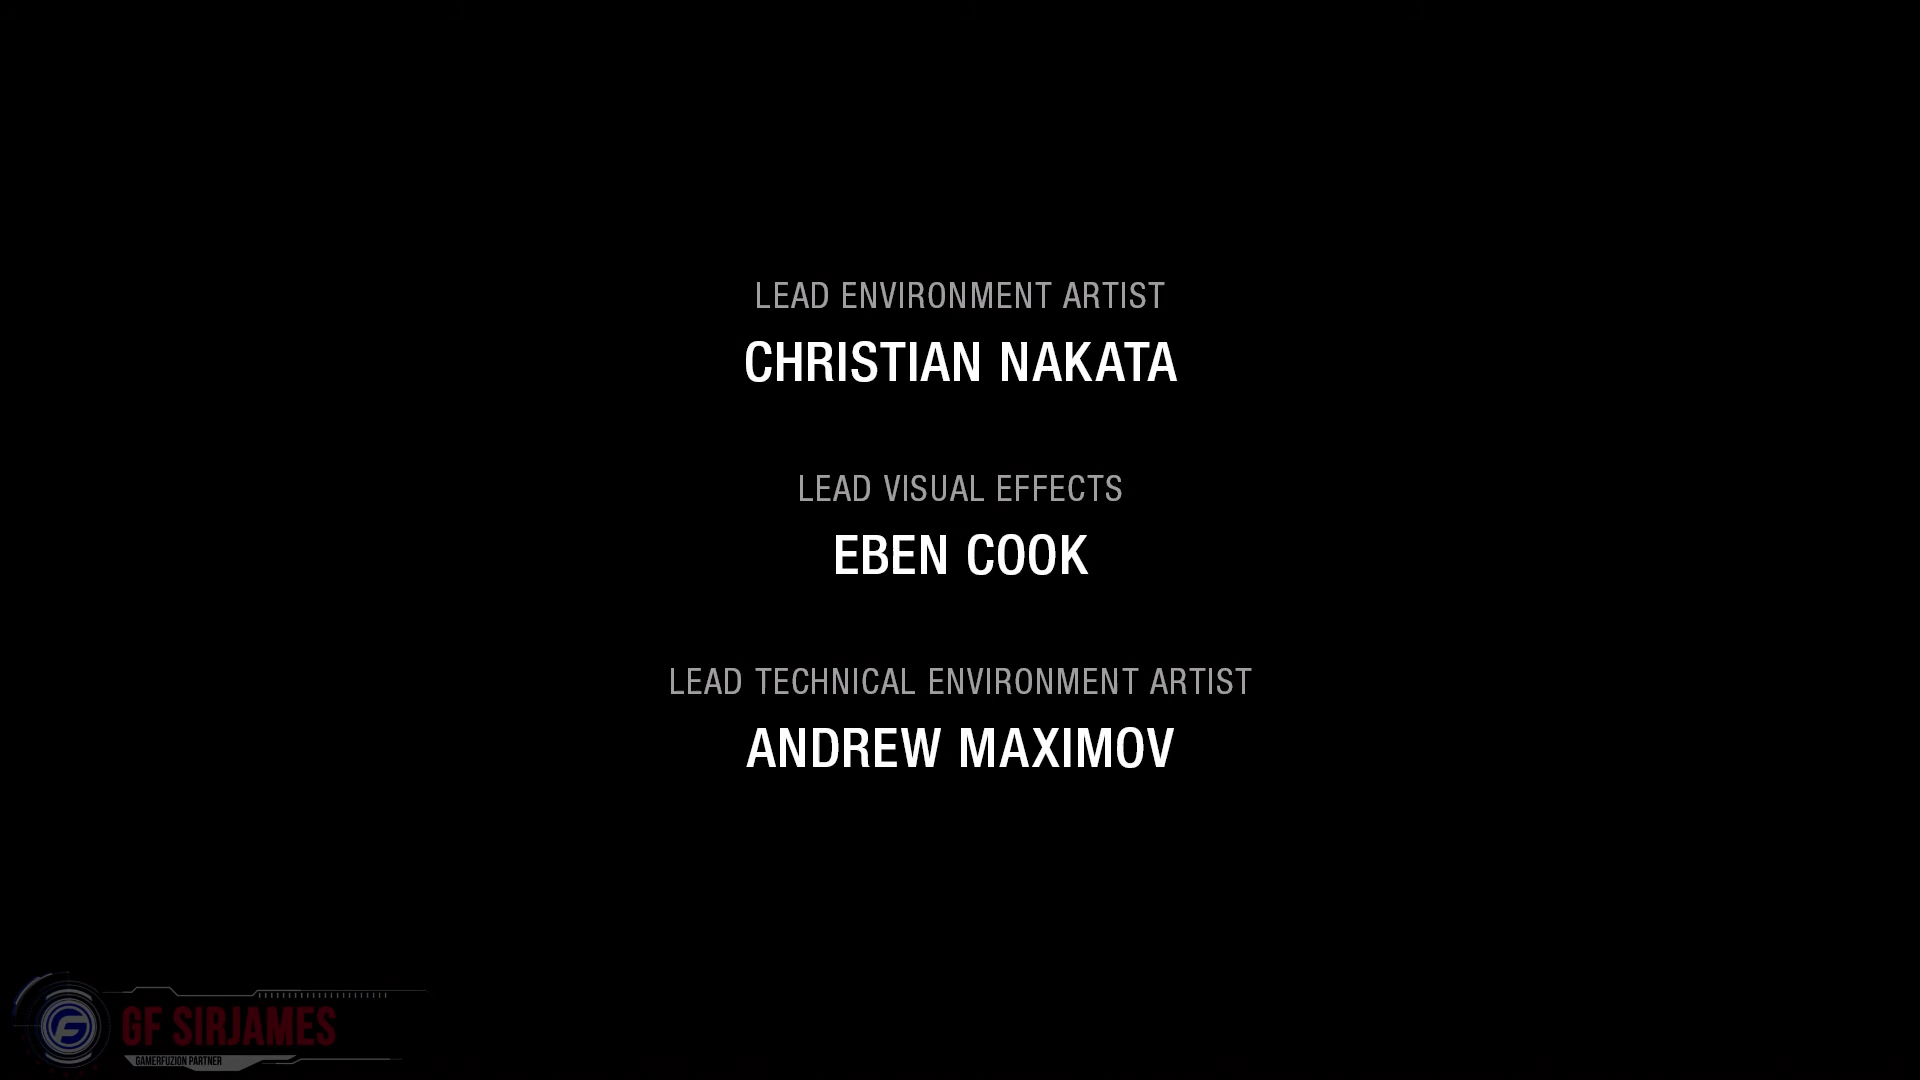 LEAD ENVIRONMENT ARTIST
CHRISTIAN NAKATA
LEAD VISUAL EFFECTS
EBEN COOK
LEAD TECHNICAL ENVIRONMENT ARTIST
ANDREW MAXIMOV
GF SIRJAMES
GAMERFUZION PARTNER